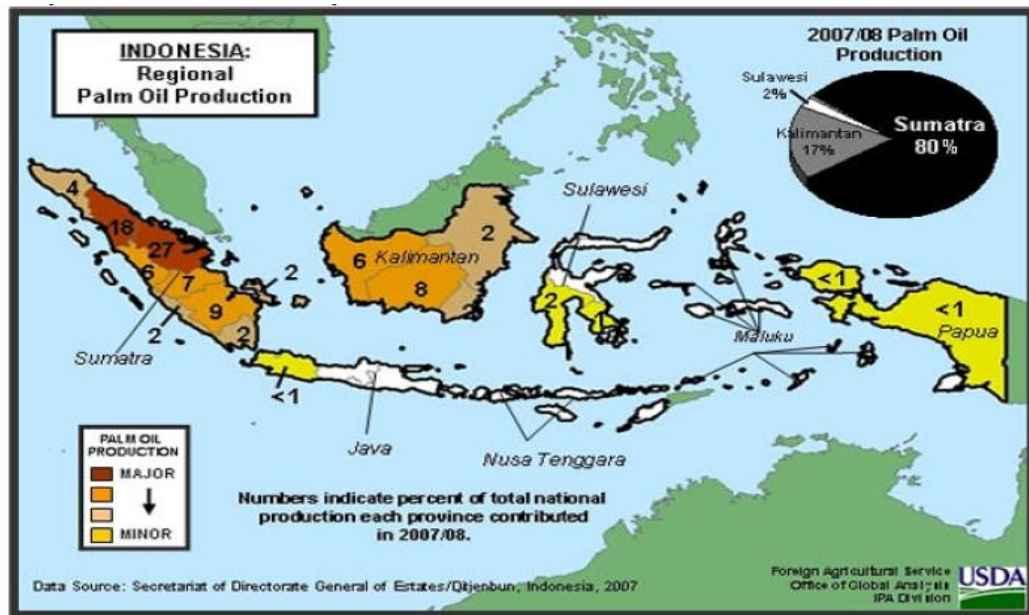 INDONESIA:
Regional
Palm Oil Production
2007/08 Palm Oil
Production
Sulawesi
2%
Kalimantan
17%
Sumatra
80%
4
18
27
6
7
2
9
2
2
Sumatra
6
Kalimantan
2
8
2
Sulawesi
2
1
Maluku
<1
<1
Papua
<1
Java
Nusa Tenggara
PALM OIL
PRODUCTION
MAJOR
MINOR
Numbers indicate percent of total national
production each province contributed
in 2007/08.
Data Source: Secretariat of Directorate General of Estates/Ditjenbun, Indonesia, 2007
Foreign Agricultural Service
Office of Global Analysis
IPA Division
USDA